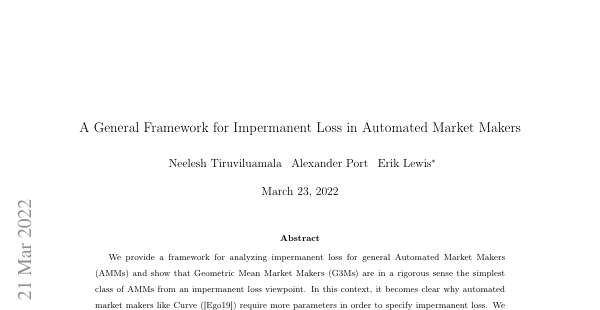 A General Framework for Impermanent Loss in Automated Market Makers
Neelesh Tiruviluamala Alexander Port Erik Lewis*
March 23, 2022
21 Mar 2022
Abstract
We provide a framework for analyzing impermanent loss for general Automated Market Makers
(AMMs) and show that Geometric Mean Market Makers (G3Ms) are in a rigorous sense the simplest
class of AMMs from an impermanent loss viewpoint. In this context, it becomes clear why automated
market makers like Curve ([Ego19]) require more parameters in order to specify impermanent loss. We